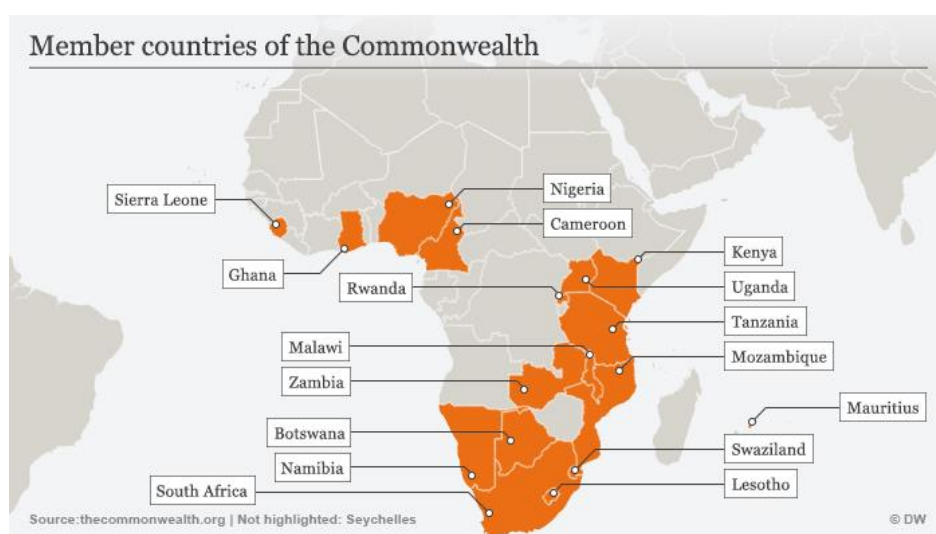 Member countries of the Commonwealth
Nigeria
Sierra Leone
Cameroon
Kenya
Ghana
Rwanda
Uganda
Tanzania
Malawi
Mozambique
Zambia
Mauritius
Botswana
Swaziland
Namibia
Lesotho
South Africa
Source:thecommonwealth.org | Not highlighted: Seychelles
© DW